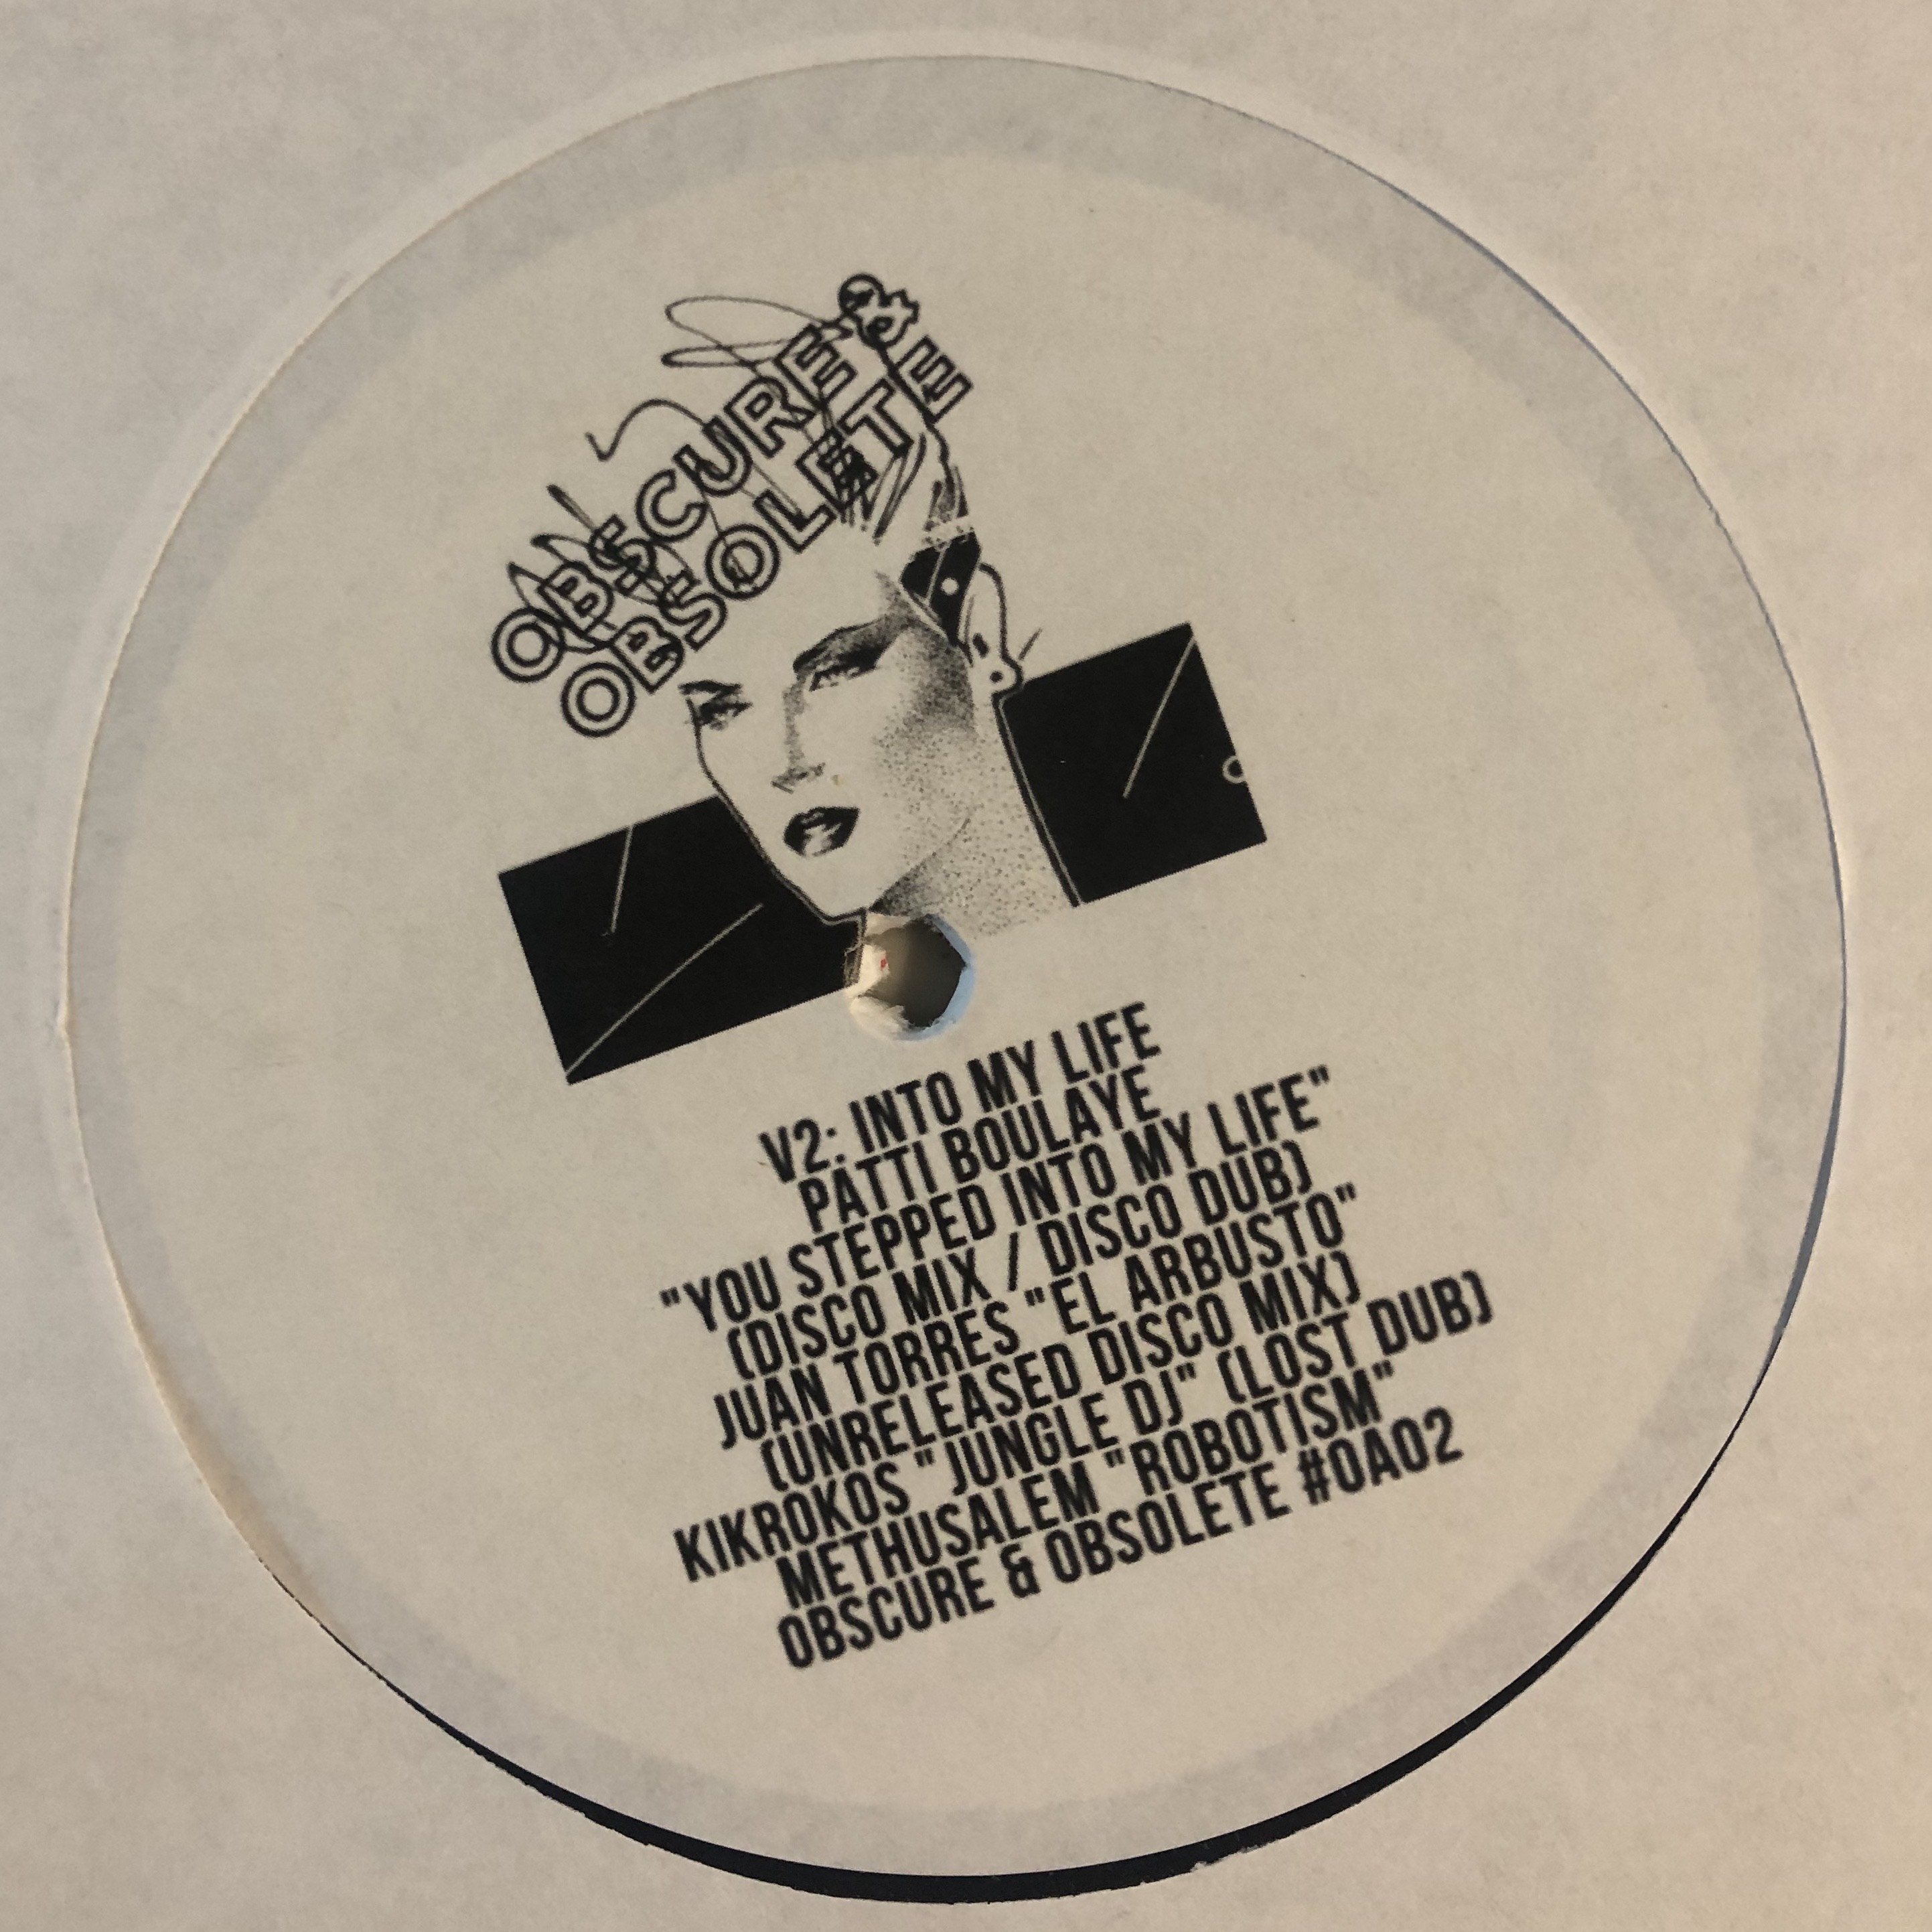 OBSCURE &
OBSOLETE
V2: INTO MY LIFE
PATTI BOULAYE
"YOU STEPPED INTO MY LIFE"
(DISCO MIX / DISCO DUB)
JUAN TORRES "EL ARBUSTO"
(UNRELEASED DISCO MIX)
KIKROKOS "JUNGLE DJ" (LOST DUB)
METHUSALEM "ROBOTISM"
OBSCURE & OBSOLETE #OAO2